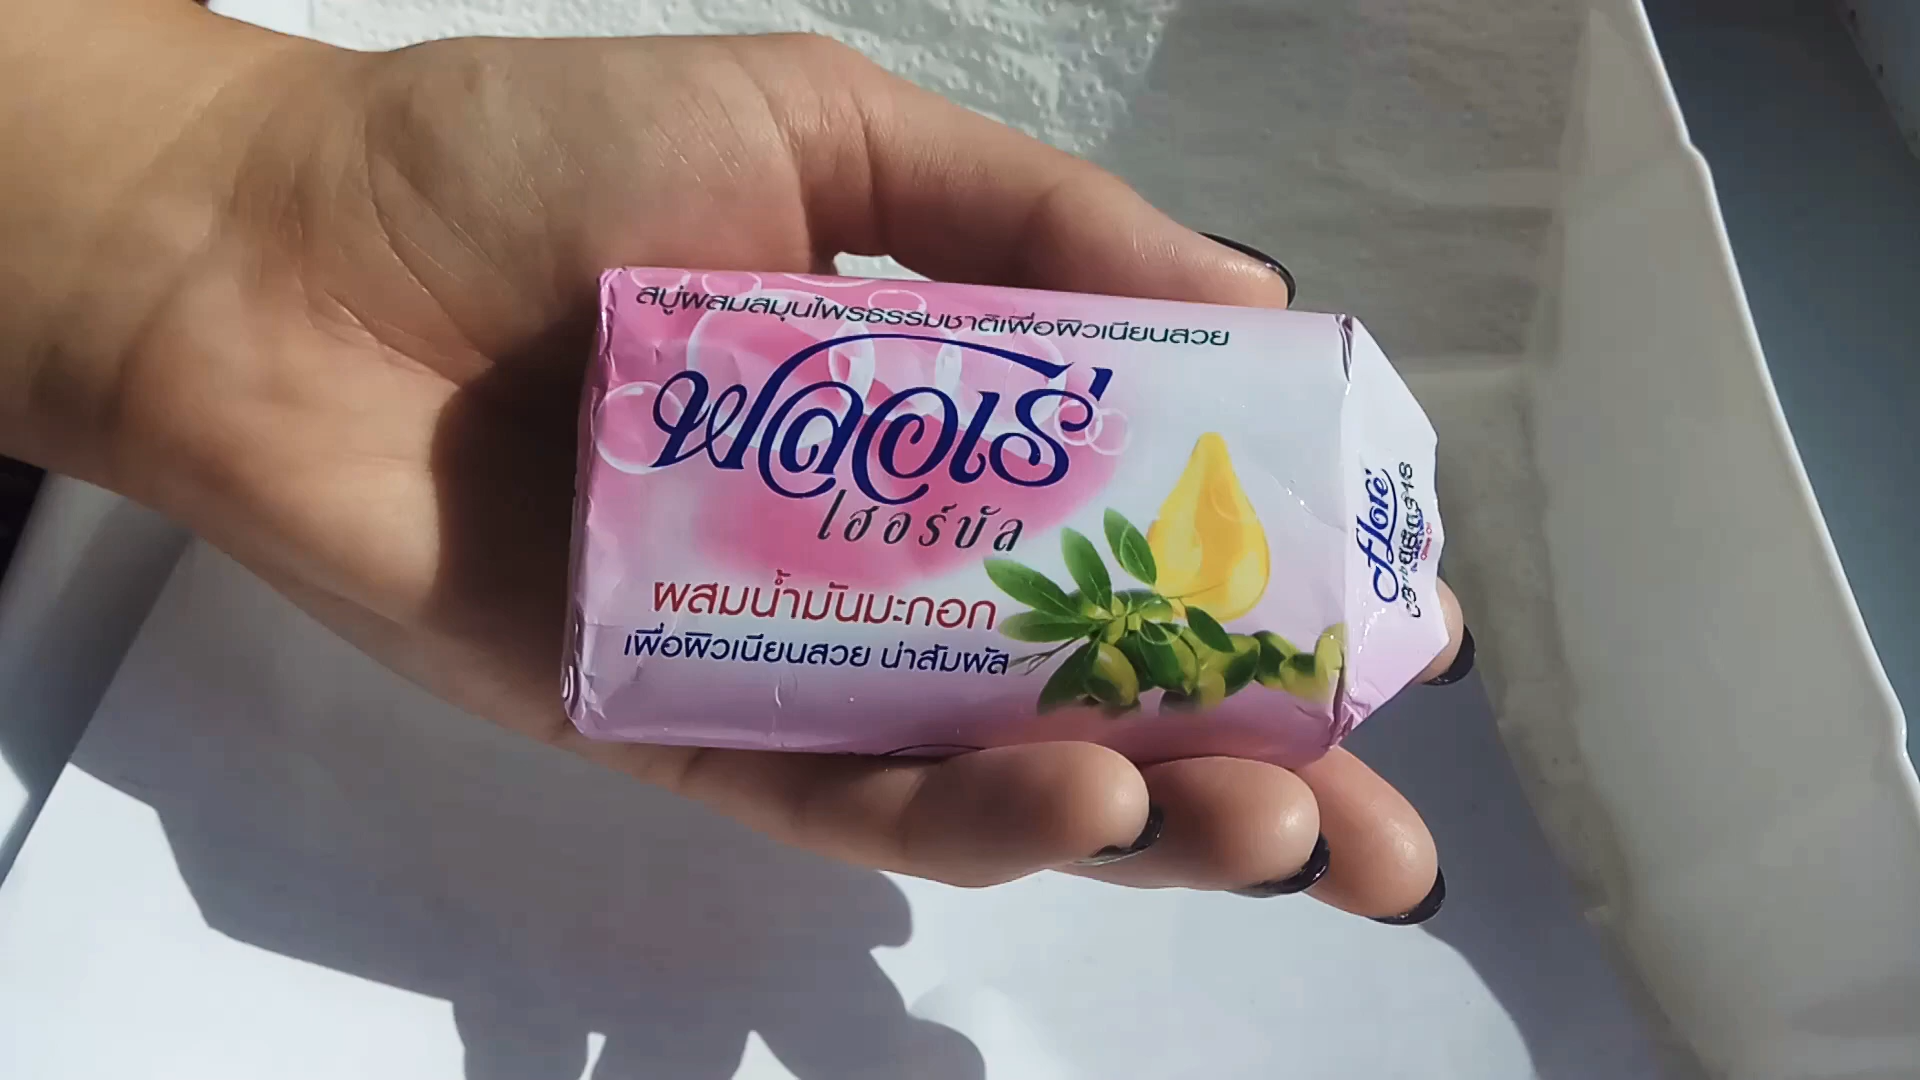 สบู่ผสมสมุนไพรธรรมชาติเพื่อผิวเนียนสวย
ฟลอเร่
เฮอร์บัล
ผสมน้ำมันมะกอก
เพื่อผิวเนียนสวย น่าสัมผัส
Floré